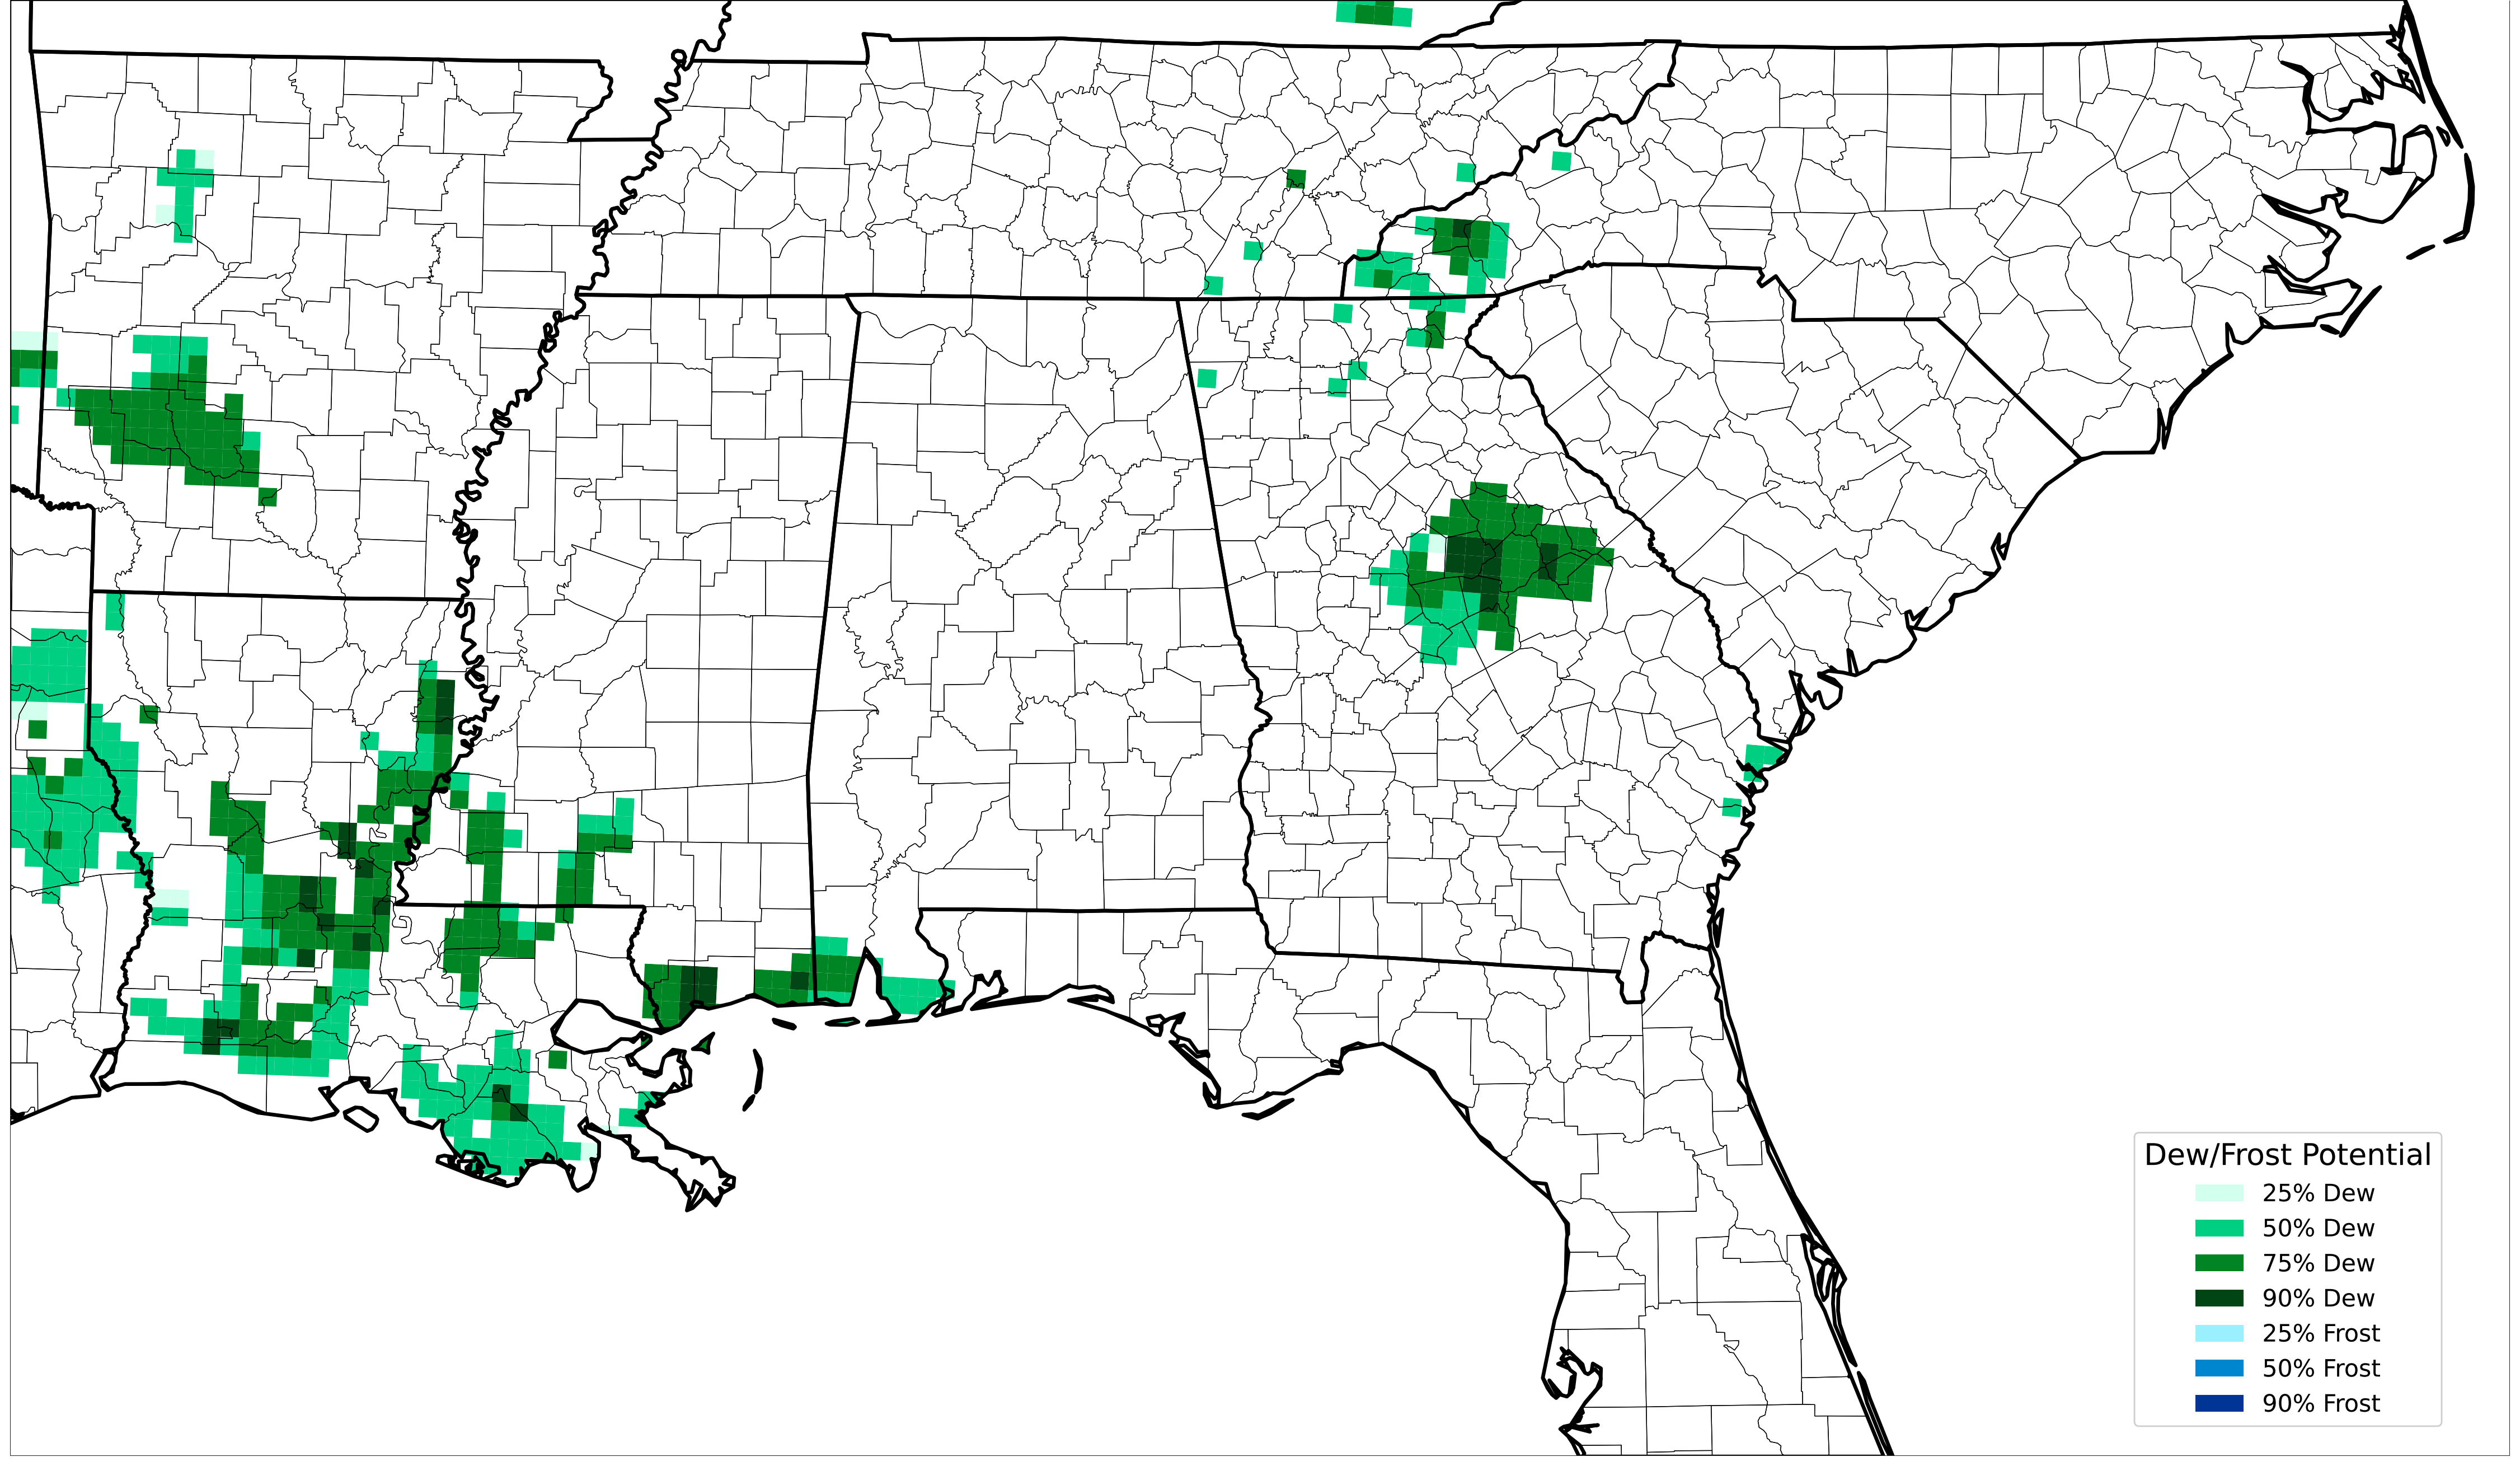 Dew/Frost Potential
25% Dew
50% Dew
75% Dew
90% Dew
25% Frost
50% Frost
90% Frost